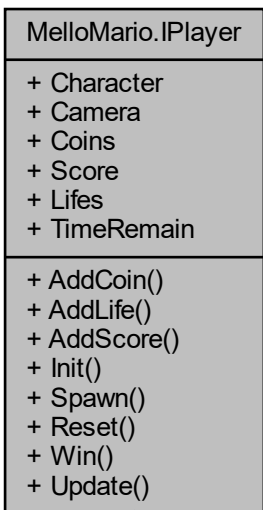 MelloMario.IPlayer
+ Character
+ Camera
+ Coins
+ Score
+ Lifes
+ TimeRemain
+ AddCoin()
+ AddLife()
+ AddScore()
+ Init()
+ Spawn()
+ Reset()
+ Win()
+ Update()